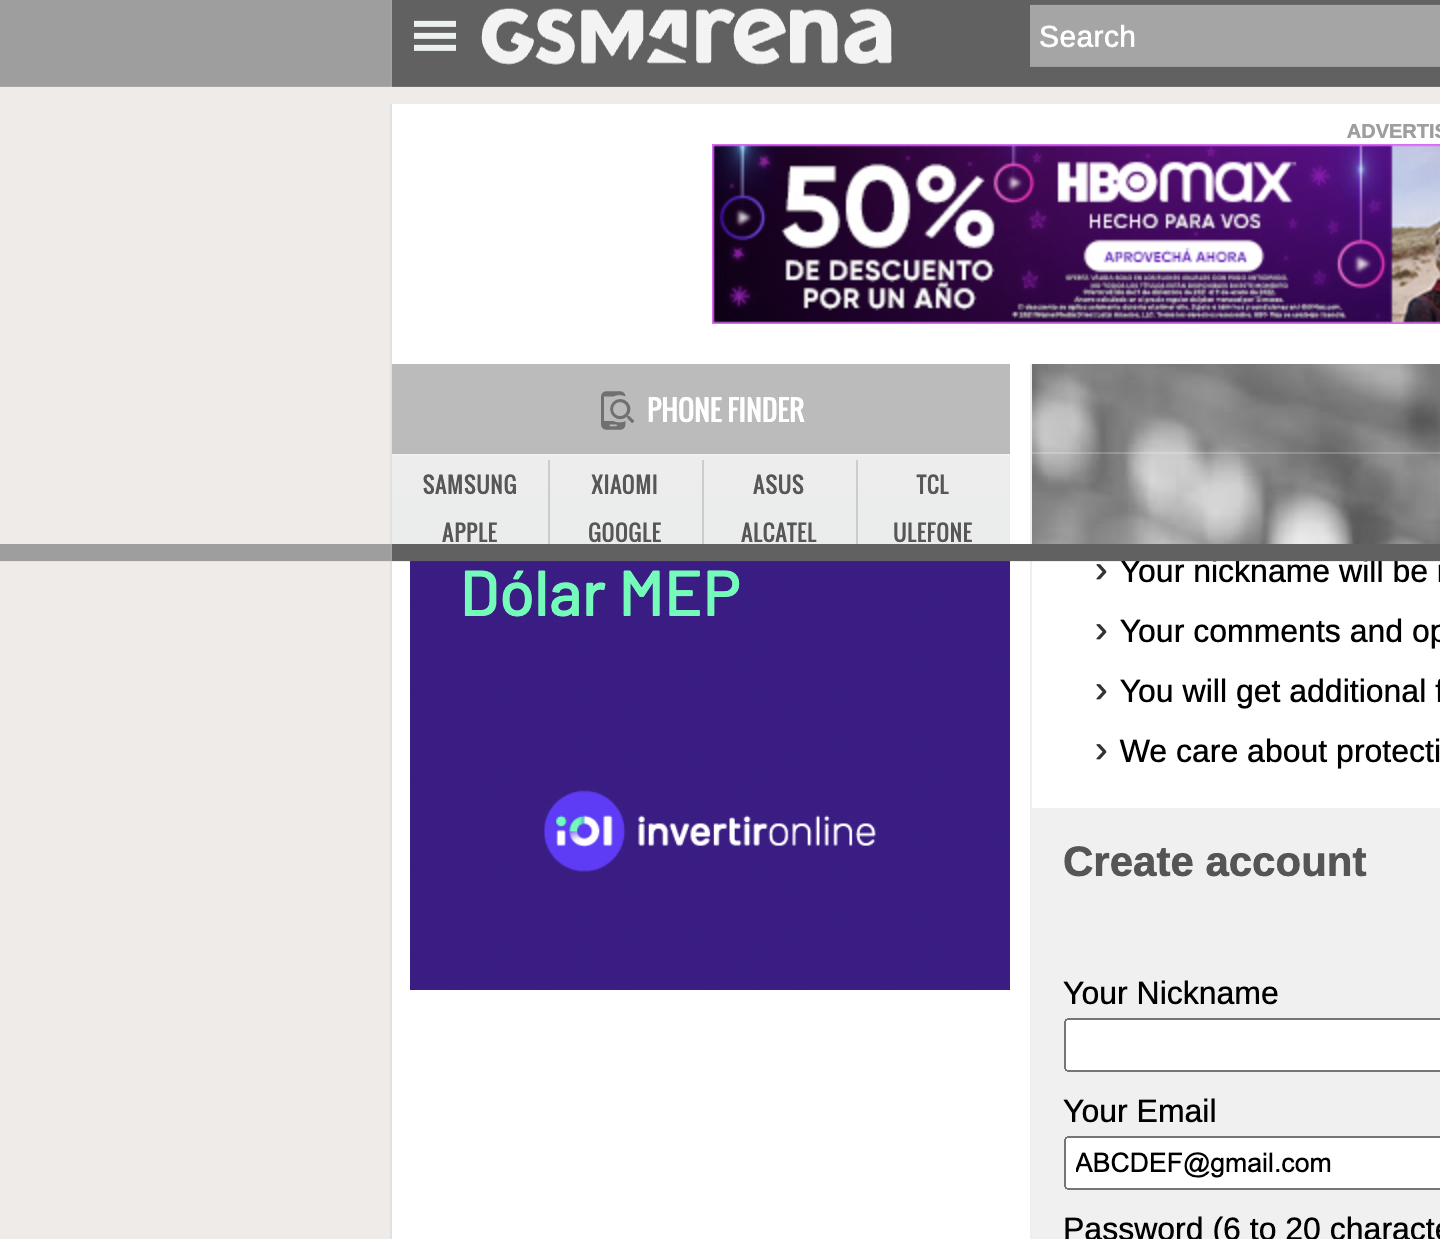 GSMArena
Search
ADVERTIS
50%
DE DESCUENTO
POR UN AÑO
HBOMAX
HECHO PARA VOS
APROVECHÁ AHORA
PHONE FINDER
SAMSUNG XIAOMI ASUS TCL
APPLE GOOGLE ALCATEL ULEFONE
Dólar MEP
iol invertironline
Your nickname will be
Your comments and op
You will get additional f
We care about protecti
Create account
Your Nickname
Your Email
ABCDEF@gmail.com
Password (6 to 20 characte